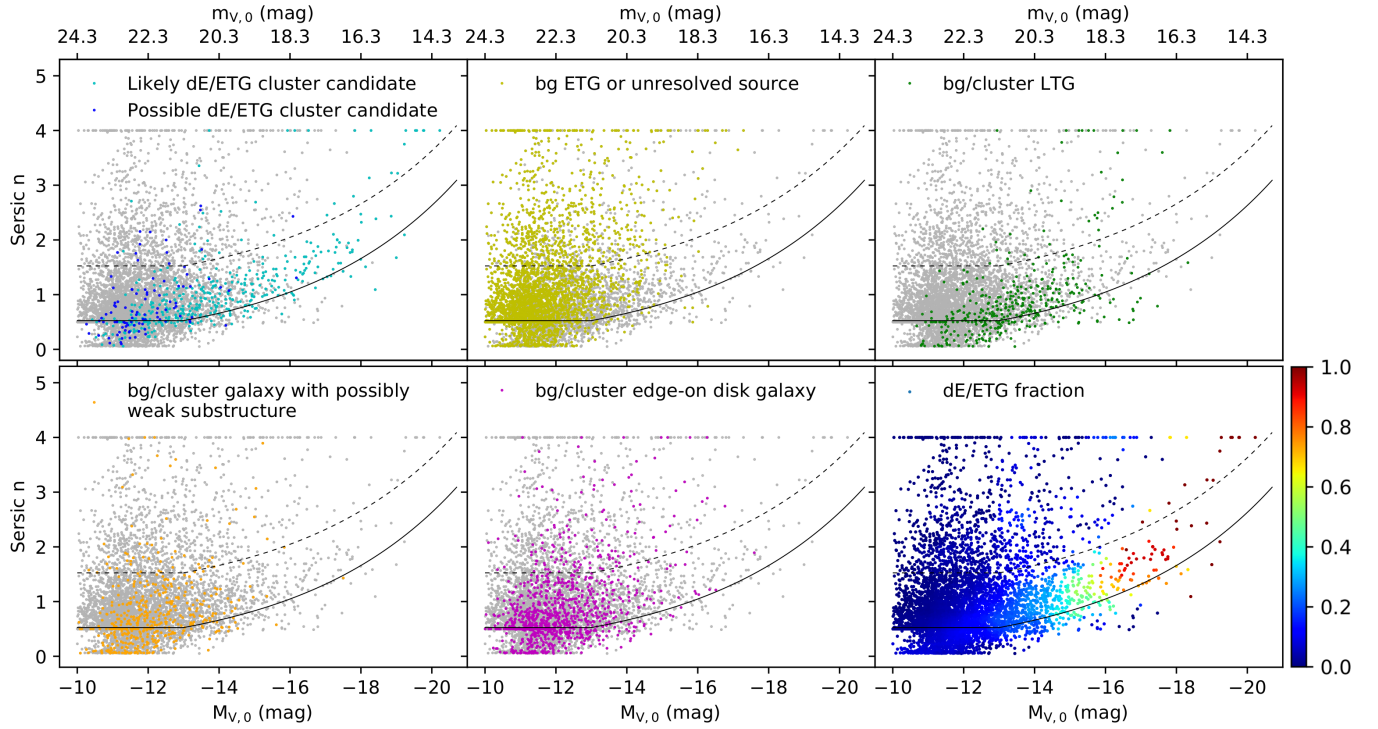 m_V,0 (mag) m_V,0 (mag) m_V,0 (mag)
24.3 22.3 20.3 18.3 16.3 14.3 24.3 22.3 20.3 18.3 16.3 14.3 24.3 22.3 20.3 18.3 16.3 14.3
Likely dE/ETG cluster candidate
Possible dE/ETG cluster candidate
bg ETG or unresolved source
bg/cluster LTG
5
4
3
2
1
0
Sersic n
bg/cluster galaxy with possibly
weak substructure
bg/cluster edge-on disk galaxy
dE/ETG fraction
5
4
3
2
1
0
Sersic n
1.0
0.8
0.6
0.4
0.2
0.0
−10 −12 −14 −16 −18 −20 −10 −12 −14 −16 −18 −20 −10 −12 −14 −16 −18 −20
M_V,0 (mag) M_V,0 (mag) M_V,0 (mag)